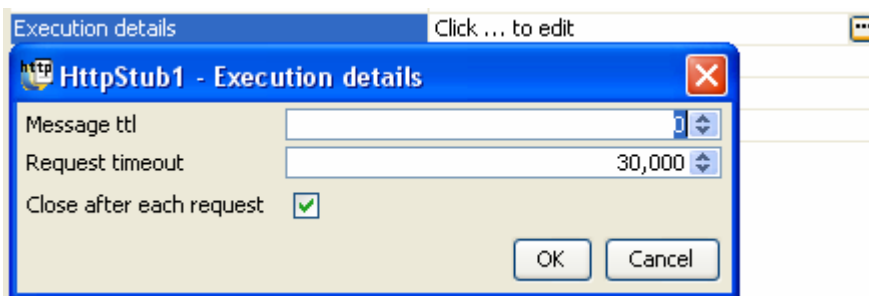 Execution details Click ... to edit ...
http HttpStub1 - Execution details
Message ttl 0
Request timeout 30,000
Close after each request
OK Cancel